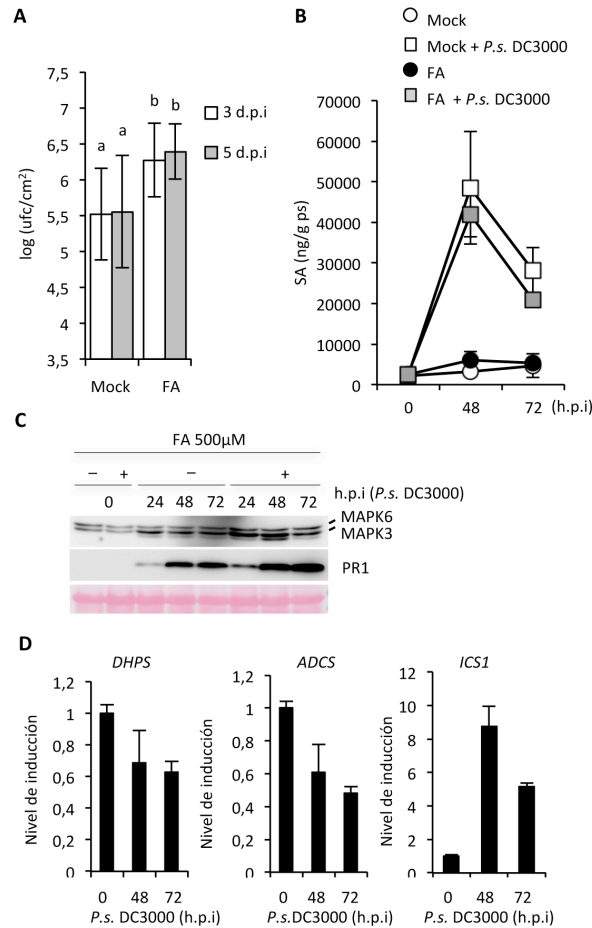 A
log (ufc/cm²)
7,5
7
6,5
6
5,5
5
4,5
4
3,5
a
a
b
b
3 d.p.i
5 d.p.i
Mock
FA
B
Mock
Mock + P.s. DC3000
FA
FA + P.s. DC3000
SA (ng/g ps)
70000
60000
50000
40000
30000
20000
10000
0
0
48
72
(h.p.i)
C
FA 500µM
– + – +
0 24 48 72 24 48 72 h.p.i (P.s. DC3000)
MAPK6
MAPK3
PR1
D
DHPS
Nivel de inducción
1,2
1
0,8
0,6
0,4
0,2
0
0 48 72
P.s. DC3000 (h.p.i)
ADCS
Nivel de inducción
1,2
1
0,8
0,6
0,4
0,2
0
0 48 72
P.s.DC3000 (h.p.i)
ICS1
Nivel de inducción
12
10
8
6
4
2
0
0 48 72
P.s. DC3000 (h.p.i)